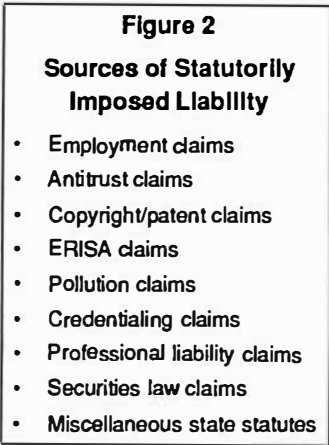 Figure 2
Sources of Statutorily
Imposed Liability
• Employment claims
• Antitrust claims
• Copyright/patent claims
• ERISA claims
• Pollution claims
• Credentialing claims
• Professional liability claims
• Securities law claims
• Miscellaneous state statutes